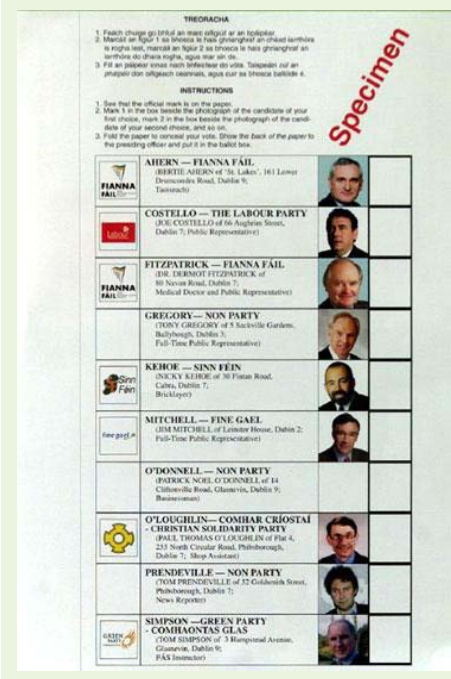 TREORACHA
1. Féach chuige go bhfuil an marc oifigiúil ar an bpáipéar.
2. Marcáil an figiúr 1 sa bhosca le hais ghrianghraf an chéad iarrthóra
is rogha leat, marcáil an figiúr 2 sa bhosca le hais ghrianghraf an
iarrthóra do dhara rogha, agus mar sin de.
3. Fill an páipéar ionas nach bhfeicfear do vóta. Taispeáin cúl an
pháipéir don oifigeach ceannais, agus cuir sa bhosca ballóide é.
INSTRUCTIONS
1. See that the official mark is on the paper.
2. Mark 1 in the box beside the photograph of the candidate of your
first choice, mark 2 in the box beside the photograph of the candi-
date of your second choice, and so on.
3. Fold the paper to conceal your vote. Show the back of the paper to
the presiding officer and put it in the ballot box.
Specimen
FIANNA
FÁIL
AHERN — FIANNA FÁIL
(BERTIE AHERN of 'St. Lukes', 161 Lower
Drumcondra Road, Dublin 9;
Taoiseach)
Labour
COSTELLO — THE LABOUR PARTY
(JOE COSTELLO of 66 Aughrim Street,
Dublin 7; Public Representative)
FIANNA
FÁIL
FITZPATRICK — FIANNA FÁIL
(DR. DERMOT FITZPATRICK of
80 Navan Road, Dublin 7;
Medical Doctor and Public Representative)
GREGORY — NON PARTY
(TONY GREGORY of 5 Sackville Gardens,
Ballybough, Dublin 3;
Full-Time Public Representative)
Sinn
Féin
KEHOE — SINN FÉIN
(NICKY KEHOE of 30 Finian Road,
Cabra, Dublin 7;
Bricklayer)
fine gael
MITCHELL — FINE GAEL
(JIM MITCHELL of Leinster House, Dublin 2;
Full-Time Public Representative)
O'DONNELL — NON PARTY
(PATRICK NOEL O'DONNELL of 14
Cliftonville Road, Glasnevin, Dublin 9;
Businessman)
O'LOUGHLIN — COMHAR CRÍOSTAÍ
- CHRISTIAN SOLIDARITY PARTY
(PAUL THOMAS O'LOUGHLIN of Flat 4,
Circular Road, Phibsborough,
Dublin 7; Shop Assistant)
PRENDEVILLE — NON PARTY
(TOM PRENDEVILLE of 52 Goldsmith Street,
Phibsborough, Dublin 7;
News Reporter)
GREEN
PARTY
SIMPSON — GREEN PARTY
- COMHAONTAS GLAS
(TOM SIMPSON of 3 Hampstead Avenue,
Glasnevin, Dublin 9;
FÁS Instructor)